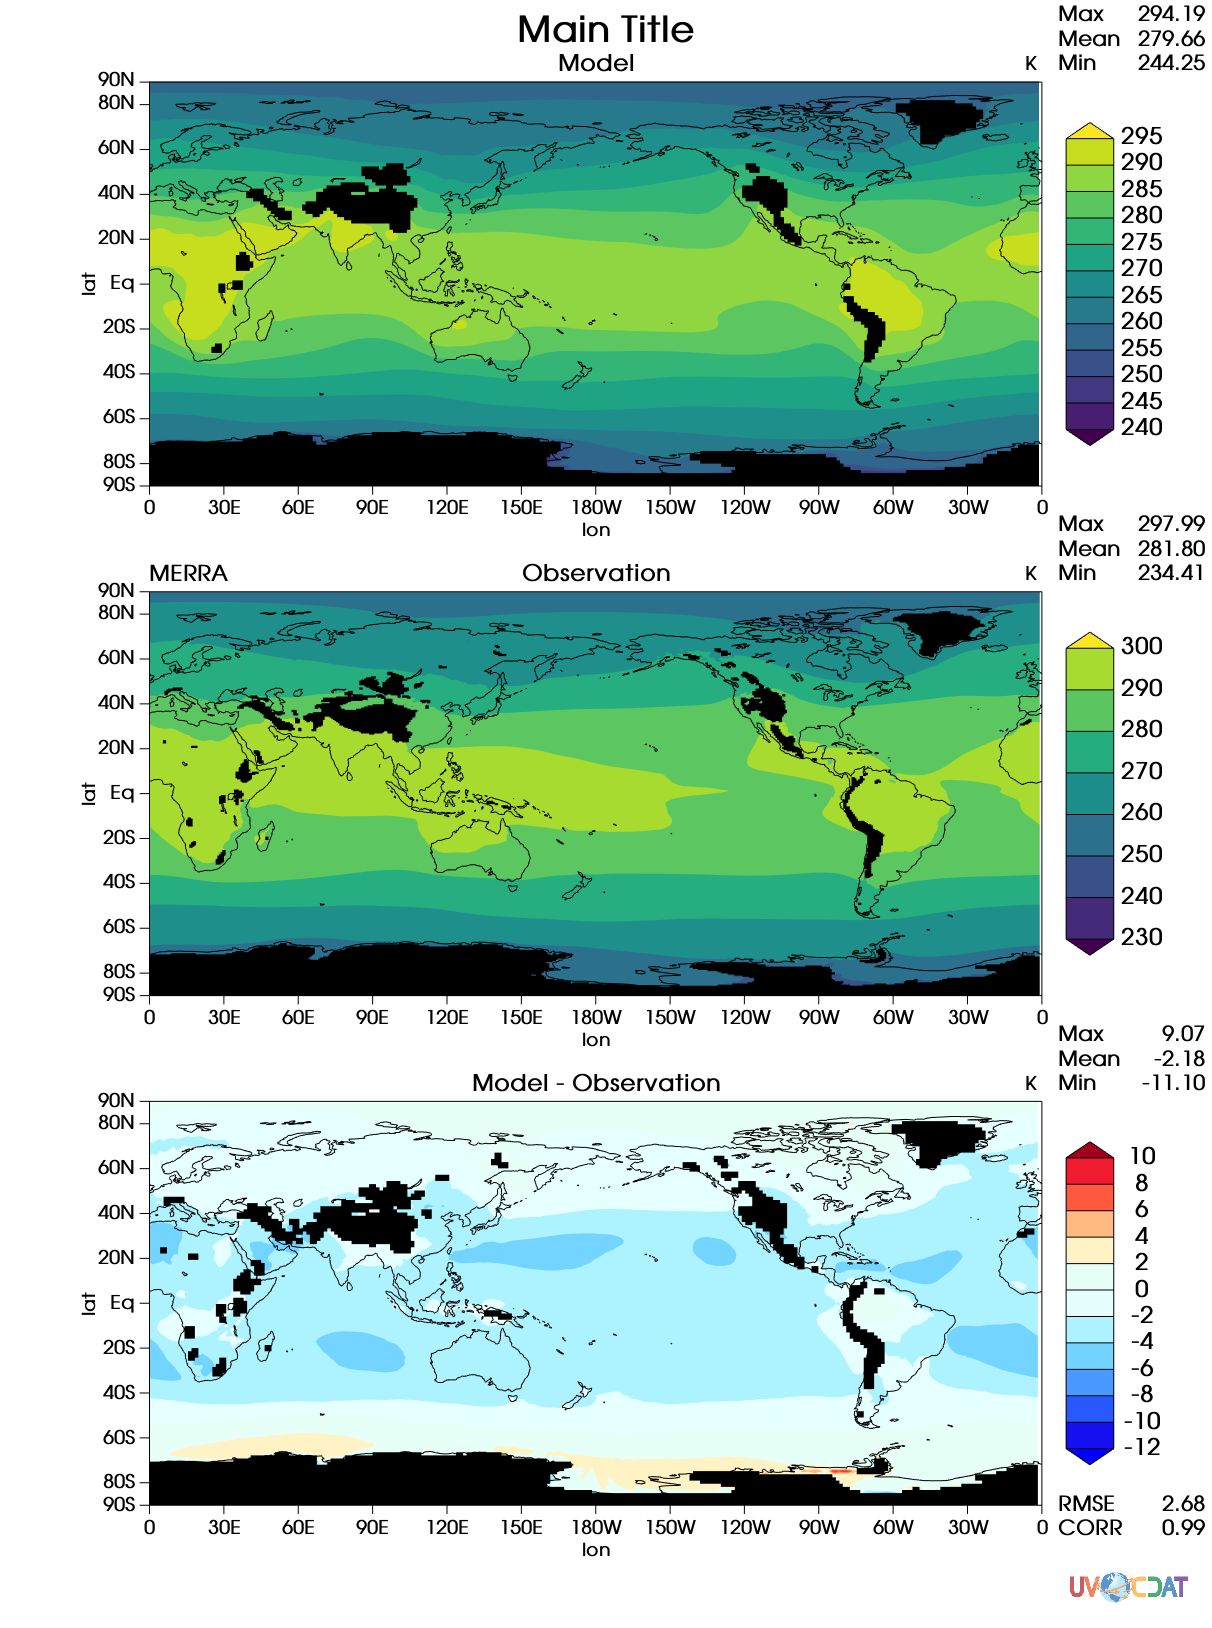 Main Title
Model
K
Max 294.19
Mean 279.66
Min 244.25
90N
80N
60N
40N
20N
Eq
20S
40S
60S
80S
90S
lat
0 30E 60E 90E 120E 150E 180W 150W 120W 90W 60W 30W 0
lon
295
290
285
280
275
270
265
260
255
250
245
240
MERRA
Observation
K
Max 297.99
Mean 281.80
Min 234.41
90N
80N
60N
40N
20N
Eq
20S
40S
60S
80S
90S
lat
0 30E 60E 90E 120E 150E 180W 150W 120W 90W 60W 30W 0
lon
300
290
280
270
260
250
240
230
Model - Observation
K
Max 9.07
Mean -2.18
Min -11.10
90N
80N
60N
40N
20N
Eq
20S
40S
60S
80S
90S
lat
0 30E 60E 90E 120E 150E 180W 150W 120W 90W 60W 30W 0
lon
10
8
6
4
2
0
-2
-4
-6
-8
-10
-12
RMSE 2.68
CORR 0.99
UV CDAT